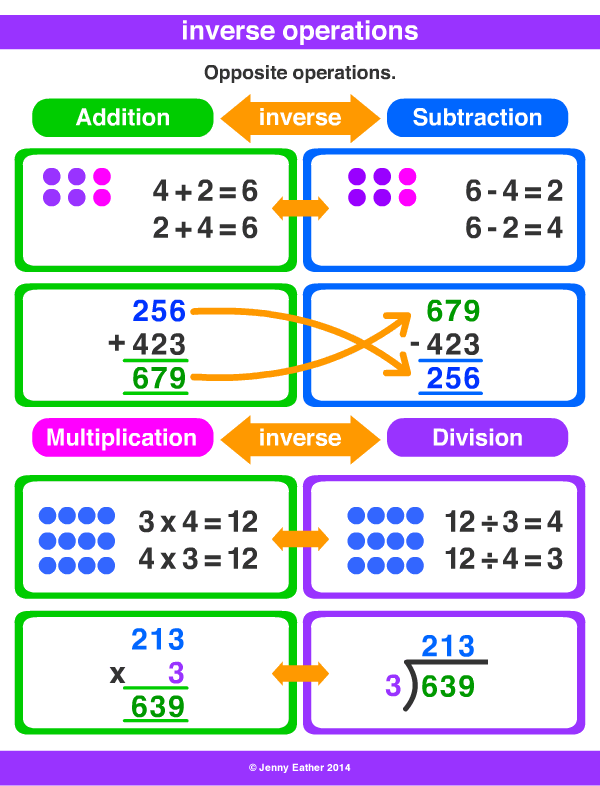 inverse operations
Opposite operations.
Addition inverse Subtraction
4 + 2 = 6
2 + 4 = 6
6 - 4 = 2
6 - 2 = 4
256
+ 423
679
679
- 423
256
Multiplication inverse Division
3 x 4 = 12
4 x 3 = 12
12 ÷ 3 = 4
12 ÷ 4 = 3
213
x 3
639
213
3 639
© Jenny Eather 2014